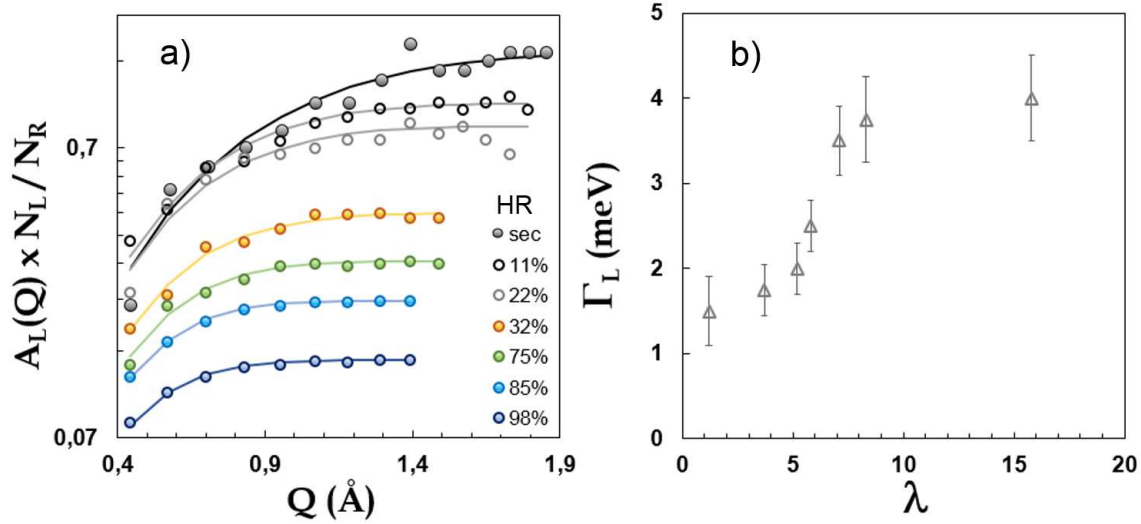 a)
A_L(Q) x N_L / N_R
0,7
0,07
0,4
0,9
1,4
1,9
Q (Å)
HR
sec
11%
22%
32%
75%
85%
98%
b)
Γ_L (meV)
5
4
3
2
1
0
0
5
10
15
20
λ